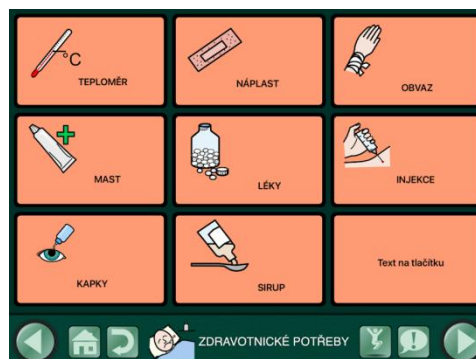 °C
TEPLOMĚR
NÁPLAST
OBVAZ
MAST
LÉKY
INJEKCE
KAPKY
SIRUP
Text na tlačítku
ZDRAVOTNICKÉ POTŘEBY